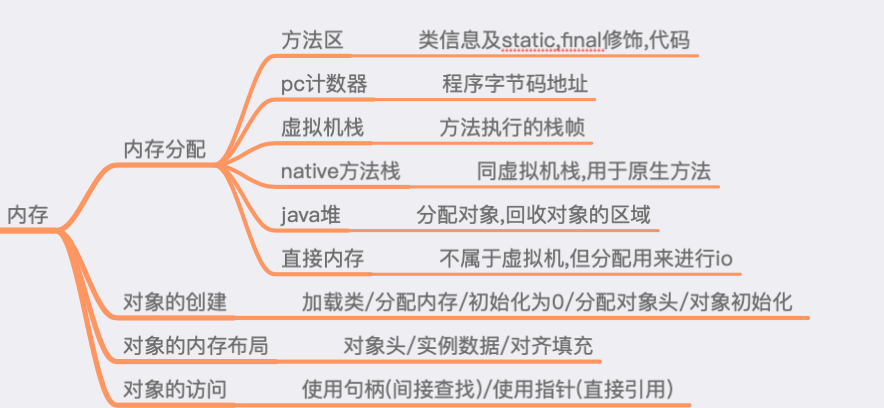 方法区 类信息及static,final修饰,代码
pc计数器 程序字节码地址
虚拟机栈 方法执行的栈帧
内存分配
native方法栈 同虚拟机栈,用于原生方法
内存
java堆 分配对象,回收对象的区域
直接内存 不属于虚拟机,但分配用来进行io
对象的创建 加载类/分配内存/初始化为0/分配对象头/对象初始化
对象的内存布局 对象头/实例数据/对齐填充
对象的访问 使用句柄(间接查找)/使用指针(直接引用)